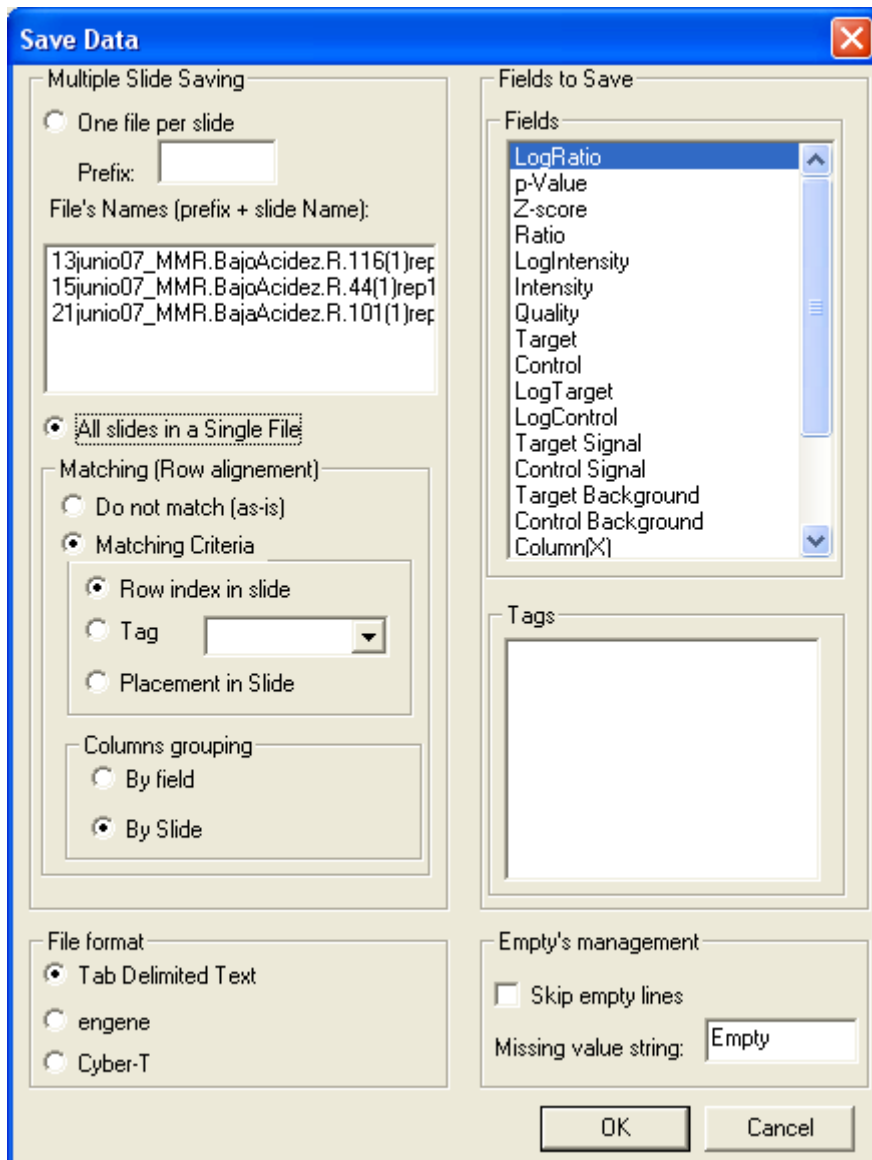 Save Data
Multiple Slide Saving
One file per slide
Prefix:
File's Names (prefix + slide Name):
13junio07_MMR.BajoAcidez.R.116(1)rep
15junio07_MMR.BajoAcidez.R.44(1)rep1
21junio07_MMR.BajaAcidez.R.101(1)rep
All slides in a Single File
Matching (Row alignement)
Do not match (as-is)
Matching Criteria
Row index in slide
Tag
Placement in Slide
Columns grouping
By field
By Slide
File format
Tab Delimited Text
engene
Cyber-T
Fields to Save
Fields
LogRatio
p-Value
Z-score
Ratio
LogIntensity
Intensity
Quality
Target
Control
LogTarget
LogControl
Target Signal
Control Signal
Target Background
Control Background
Column(X)
Tags
Empty's management
Skip empty lines
Missing value string: Empty
OK Cancel